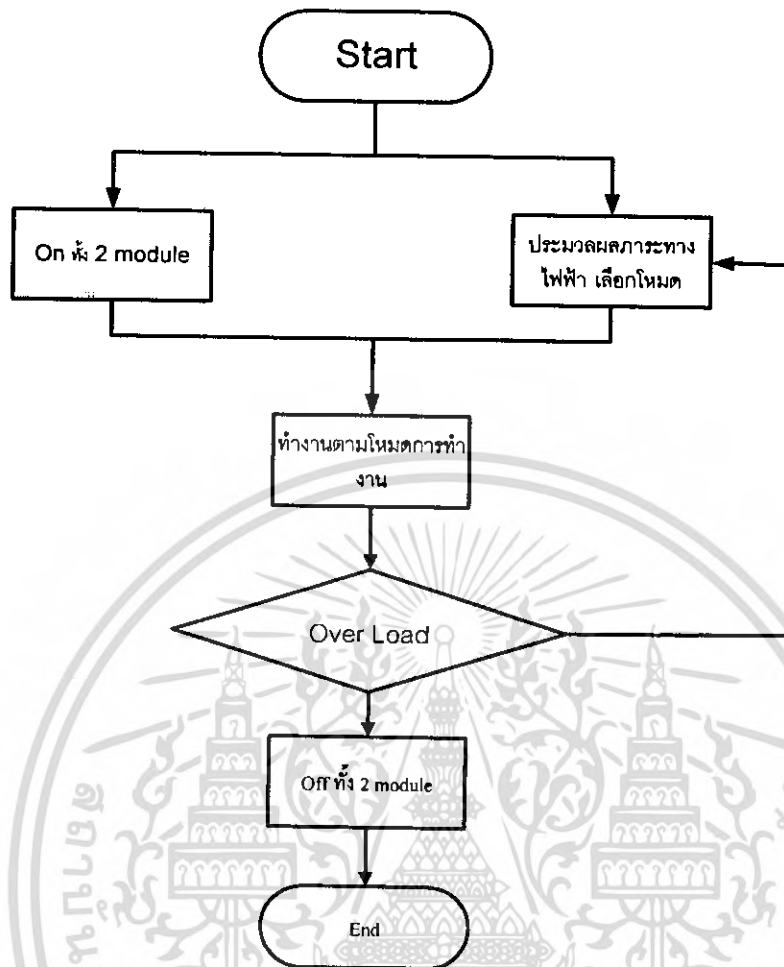 Start
On ทั้ง 2 module
ประมวลผลภาระทาง
ไฟฟ้า เลือกโหมด
ทำงานตามโหมดการทำ
งาน
Over Load
Off ทั้ง 2 module
End